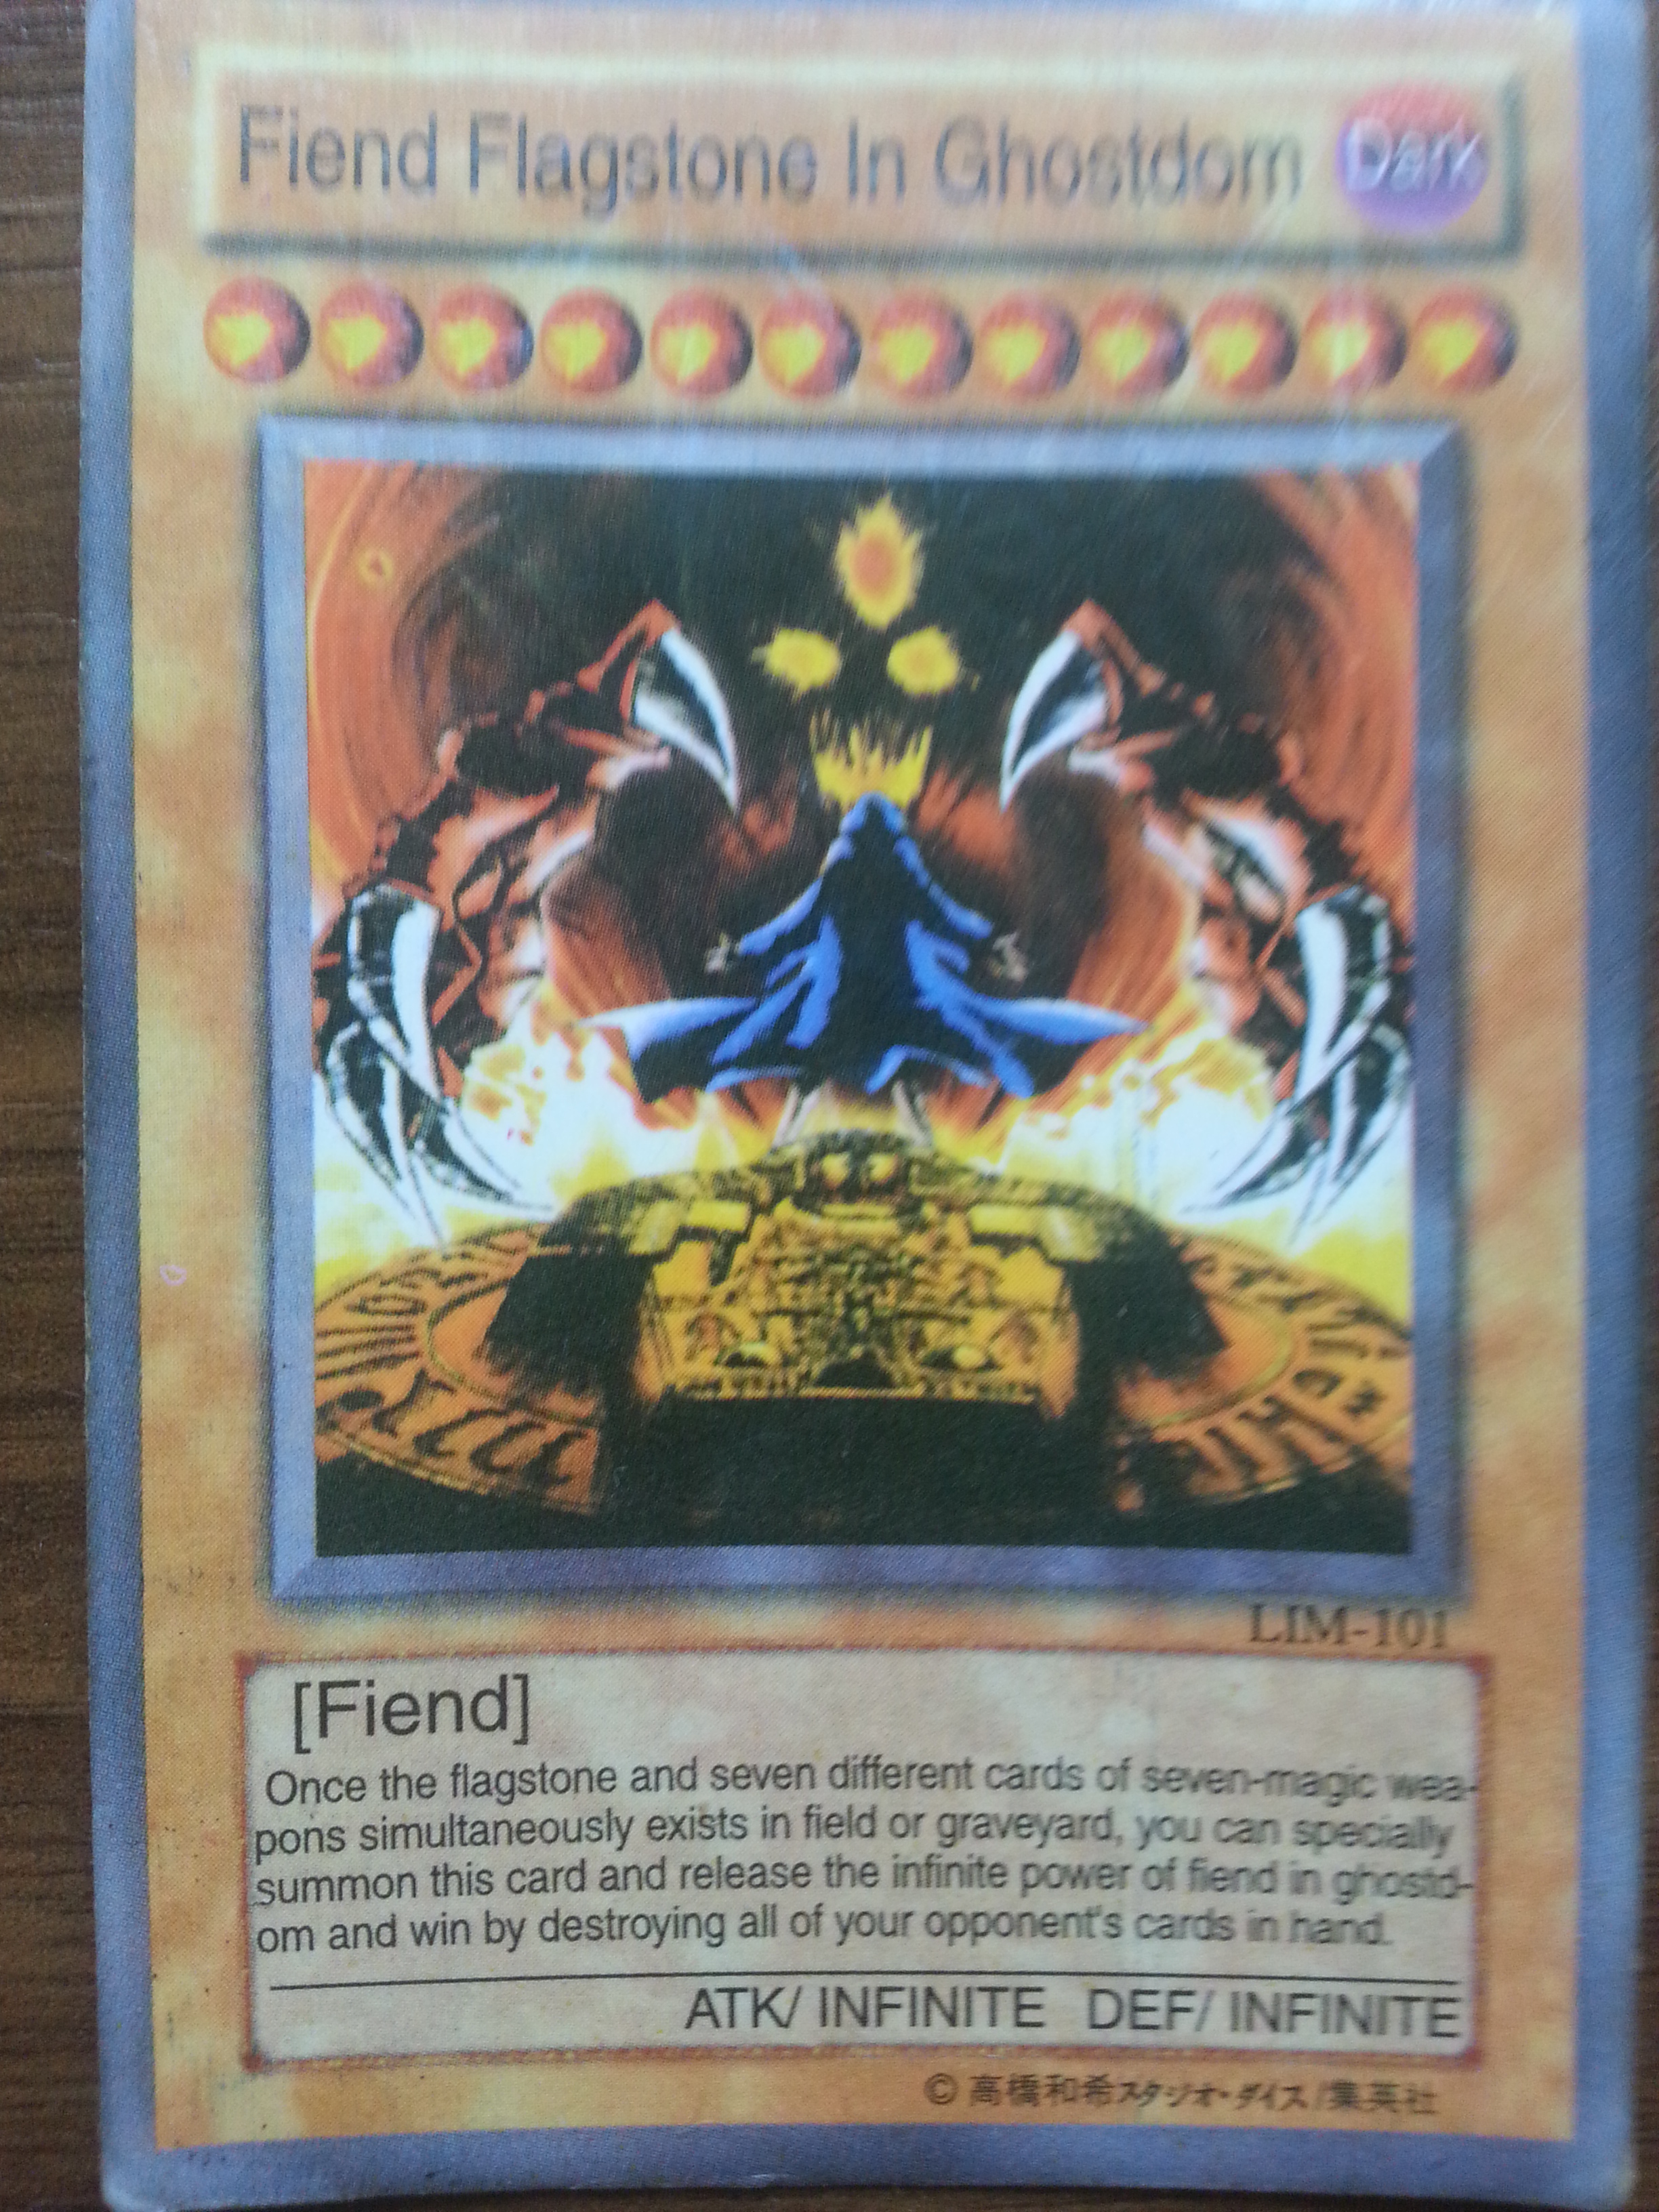 Fiend Flagstone In Ghostdom Dark
LIM-101
[Fiend]
Once the flagstone and seven different cards of seven-magic wea-
pons simultaneously exists in field or graveyard, you can specially
summon this card and release the infinite power of fiend in ghostd-
om and win by destroying all of your opponent's cards in hand.
ATK/ INFINITE DEF/ INFINITE
© 高橋和希スタジオ・ダイス/集英社